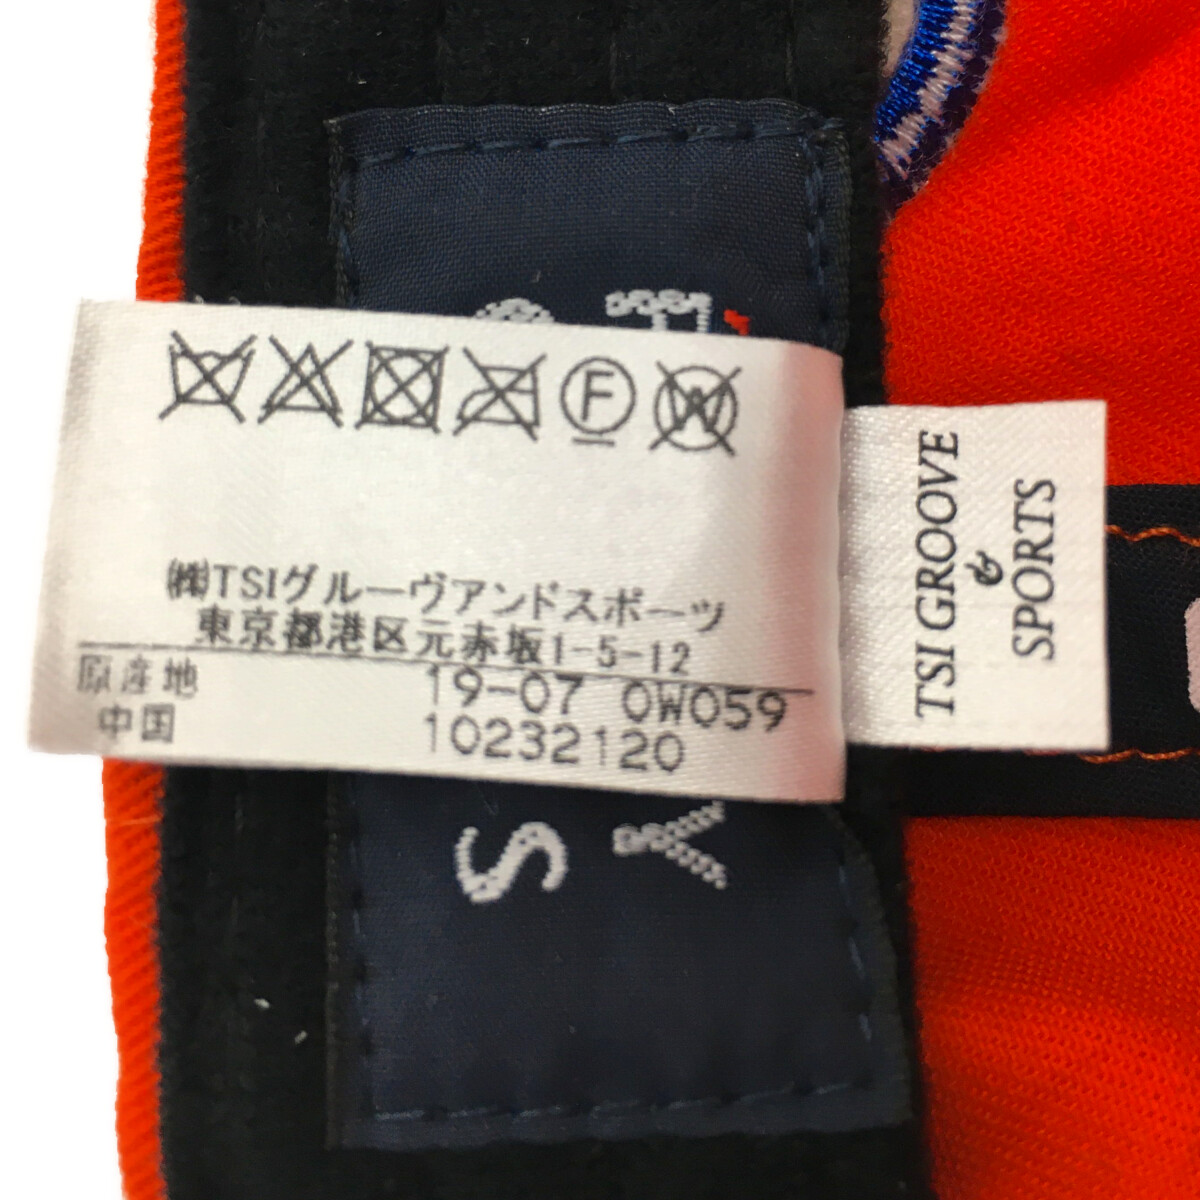 F
W
㈱TSIグルーヴアンドスポーツ
東京都港区元赤坂1-5-12
原産地
中国
19-07 0W059
10232120
TSI GROOVE
&
SPORTS
Y
S